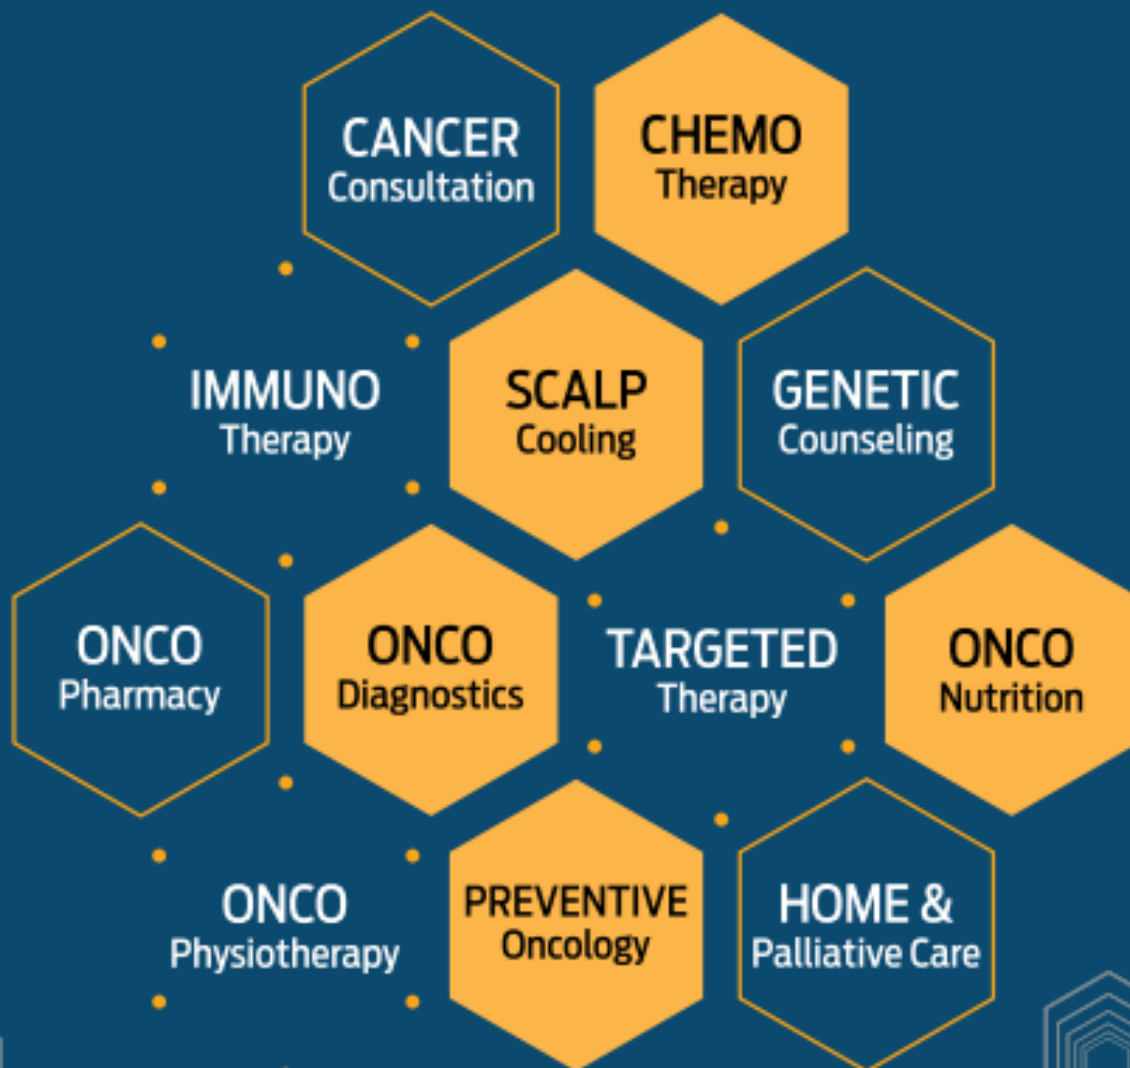 CANCER
Consultation
CHEMO
Therapy
IMMUNO
Therapy
SCALP
Cooling
GENETIC
Counseling
ONCO
Pharmacy
ONCO
Diagnostics
TARGETED
Therapy
ONCO
Nutrition
ONCO
Physiotherapy
PREVENTIVE
Oncology
HOME &
Palliative Care